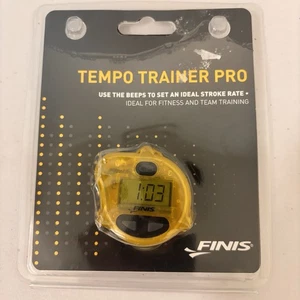 TEMPO TRAINER PRO
USE THE BEEPS TO SET AN IDEAL STROKE RATE •
IDEAL FOR FITNESS AND TEAM TRAINING
1:03
FINIS
FINIS